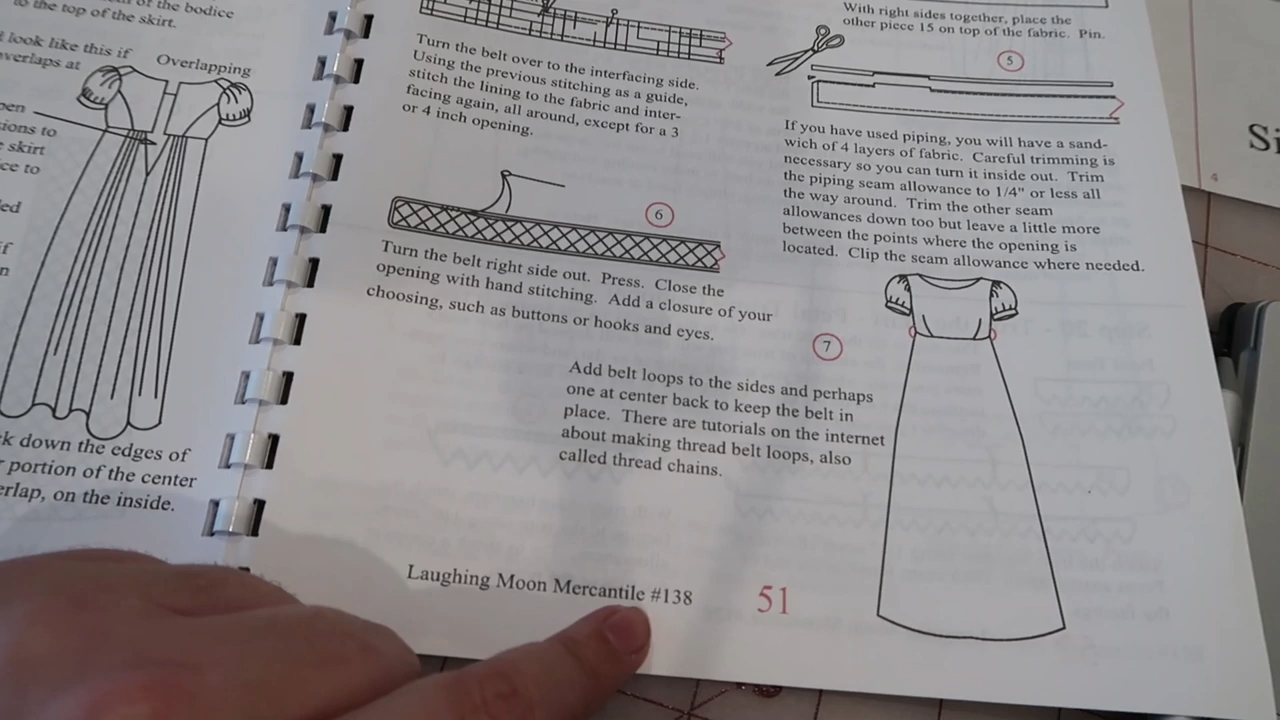 of the bodice
to the top of the skirt.
look like this if
overlaps at
Overlapping
to
skirt
to
if
down the edges of
portion of the center
on the inside.
Turn the belt over to the interfacing side.
Using the previous stitching as a guide,
stitch the lining to the fabric and inter-
facing again, all around, except for a 3
or 4 inch opening.
6
Turn the belt right side out. Press. Close the
opening with hand stitching. Add a closure of your
choosing, such as buttons or hooks and eyes.
With right sides together, place the
other piece 15 on top of the fabric. Pin.
5
If you have used piping, you will have a sand-
wich of 4 layers of fabric. Careful trimming is
necessary so you can turn it inside out. Trim
the piping seam allowance to 1/4" or less all
the way around. Trim the other seam
allowances down too but leave a little more
between the points where the opening is
located. Clip the seam allowance where needed.
7
Add belt loops to the sides and perhaps
one at center back to keep the belt in
place. There are tutorials on the internet
about making thread belt loops, also
called thread chains.
Laughing Moon Mercantile #138
51
4